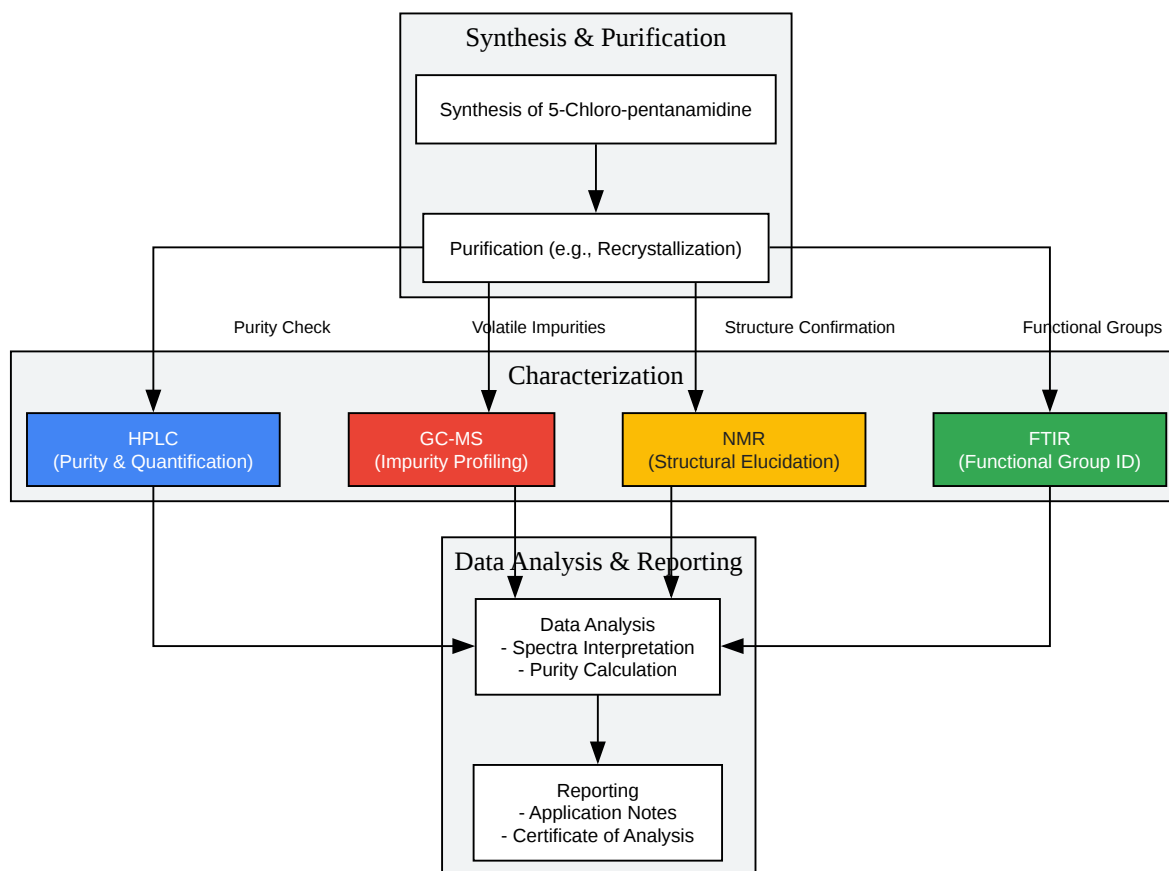 Synthesis & Purification
Synthesis of 5-Chloro-pentanamidine
Purification (e.g., Recrystallization)
Purity Check
Volatile Impurities
Structure Confirmation
Functional Groups
Characterization
HPLC
(Purity & Quantification)
GC-MS
(Impurity Profiling)
NMR
(Structural Elucidation)
FTIR
(Functional Group ID)
Data Analysis & Reporting
Data Analysis
- Spectra Interpretation
- Purity Calculation
Reporting
- Application Notes
- Certificate of Analysis